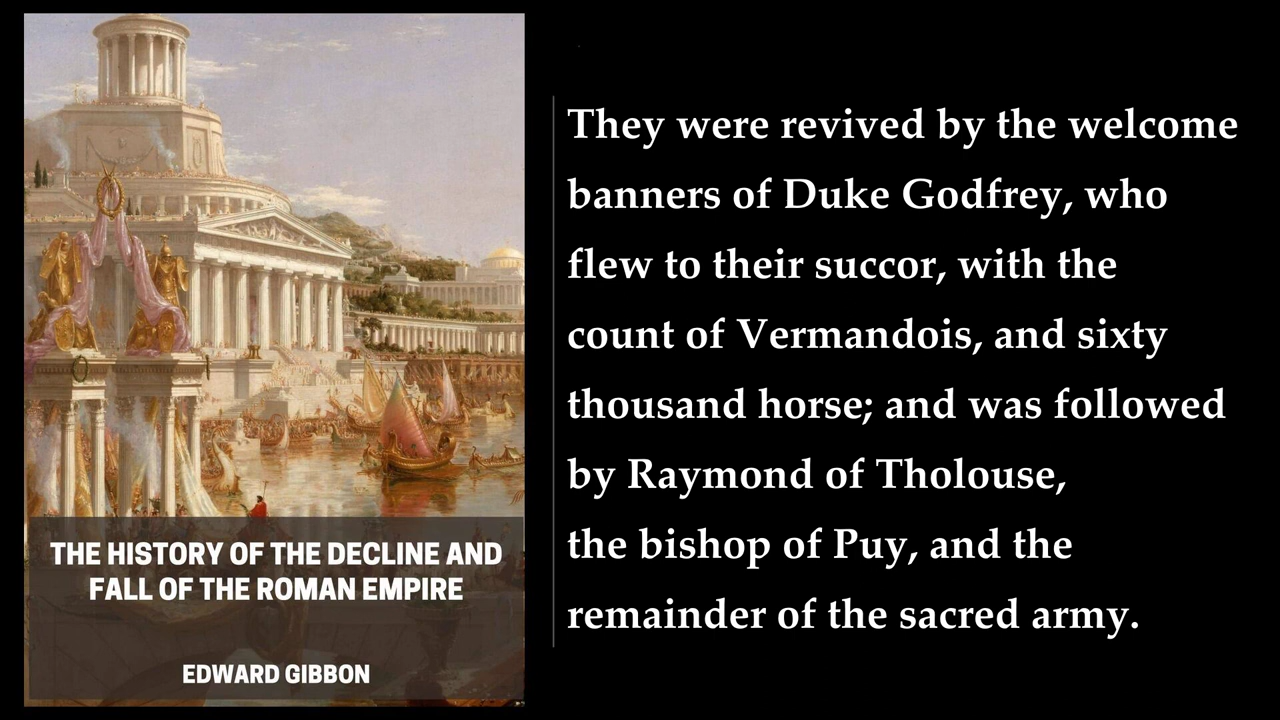 THE HISTORY OF THE DECLINE AND
FALL OF THE ROMAN EMPIRE
EDWARD GIBBON
They were revived by the welcome
banners of Duke Godfrey, who
flew to their succor, with the
count of Vermandois, and sixty
thousand horse; and was followed
by Raymond of Tholouse,
the bishop of Puy, and the
remainder of the sacred army.